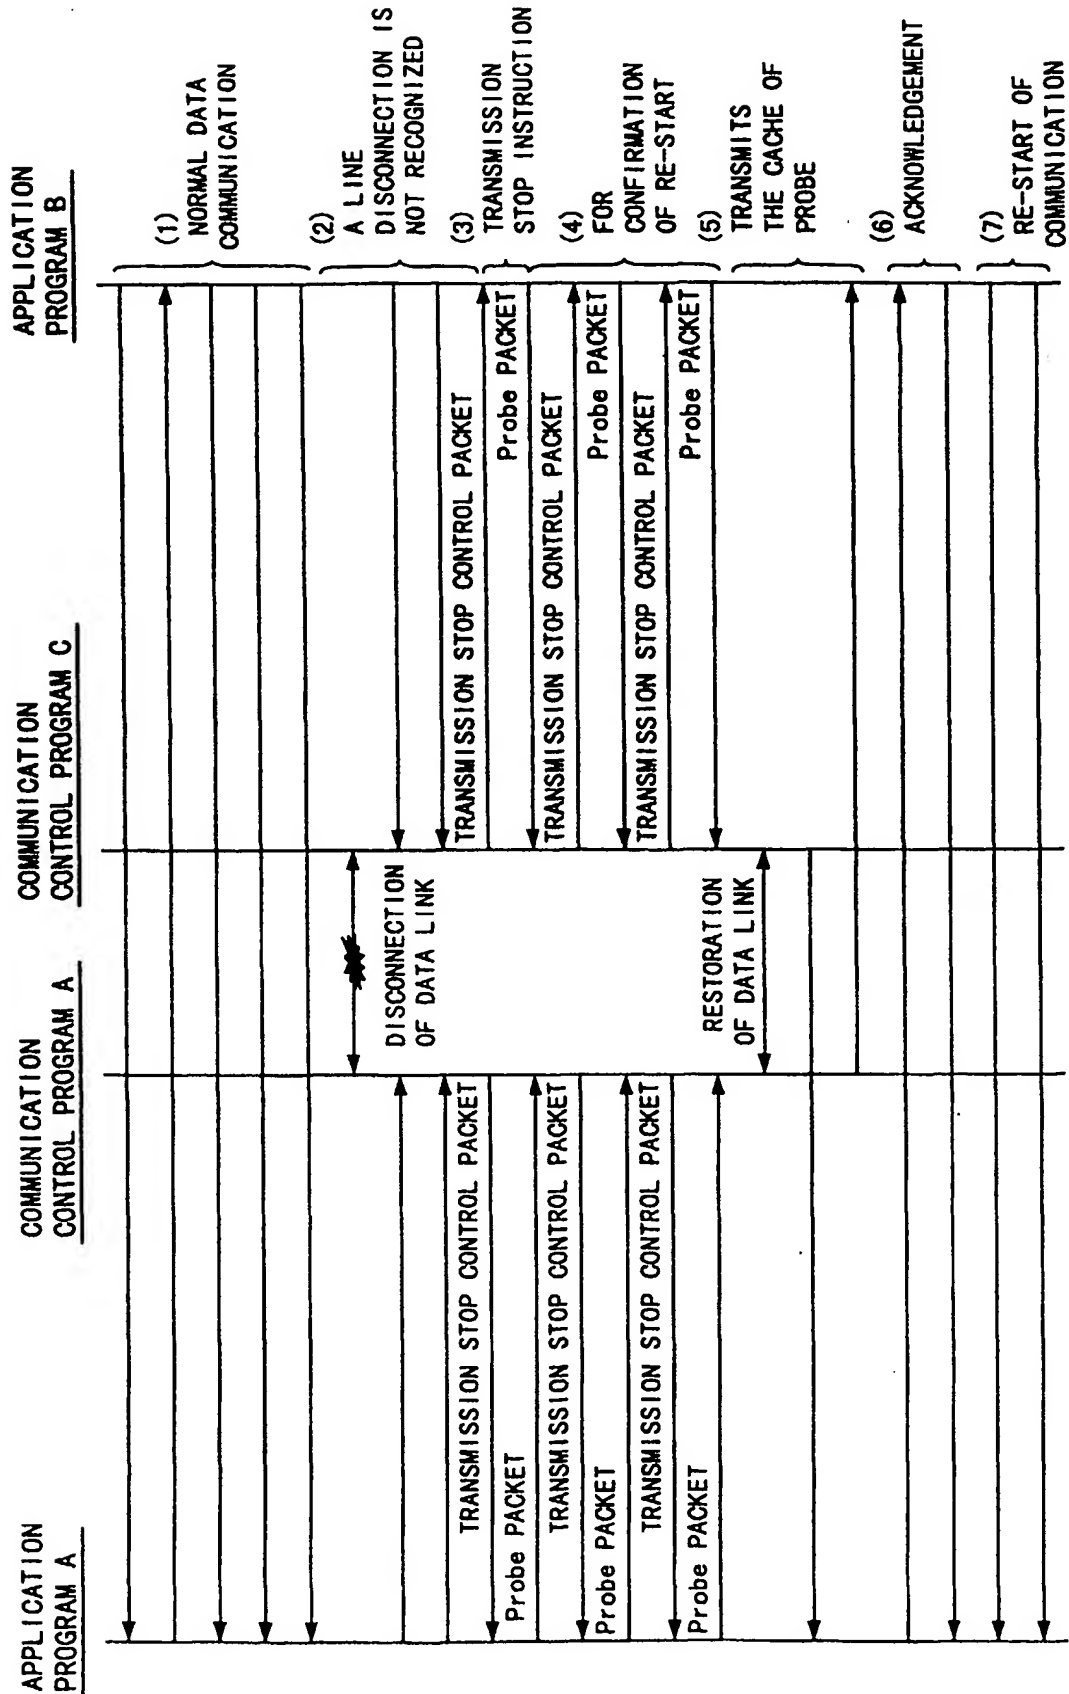 APPLICATION
PROGRAM A
COMMUNICATION
CONTROL PROGRAM A
COMMUNICATION
CONTROL PROGRAM C
APPLICATION
PROGRAM B
(1)
NORMAL DATA
COMMUNICATION
(2)
A LINE
DISCONNECTION IS
NOT RECOGNIZED
DISCONNECTION
OF DATA LINK
(3)
TRANSMISSION
STOP INSTRUCTION
TRANSMISSION STOP CONTROL PACKET
TRANSMISSION STOP CONTROL PACKET
Probe PACKET
Probe PACKET
(4)
FOR
CONFIRMATION
OF RE-START
TRANSMISSION STOP CONTROL PACKET
TRANSMISSION STOP CONTROL PACKET
Probe PACKET
Probe PACKET
TRANSMISSION STOP CONTROL PACKET
TRANSMISSION STOP CONTROL PACKET
Probe PACKET
Probe PACKET
RESTORATION
OF DATA LINK
(5)
TRANSMITS
THE CACHE OF
PROBE
(6)
ACKNOWLEDGEMENT
(7)
RE-START OF
COMMUNICATION